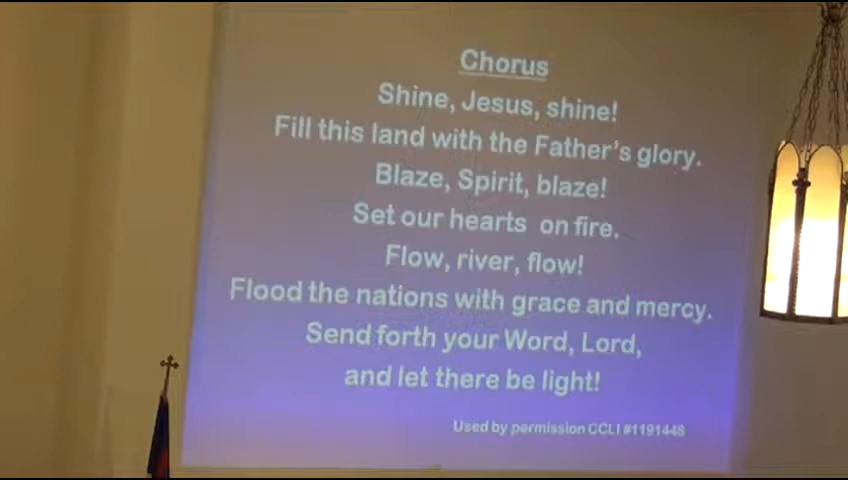 Chorus
Shine, Jesus, shine!
Fill this land with the Father's glory.
Blaze, Spirit, blaze!
Set our hearts on fire.
Flow, river, flow!
Flood the nations with grace and mercy.
Send forth your Word, Lord,
and let there be light!
Used by permission CCLI #1191448